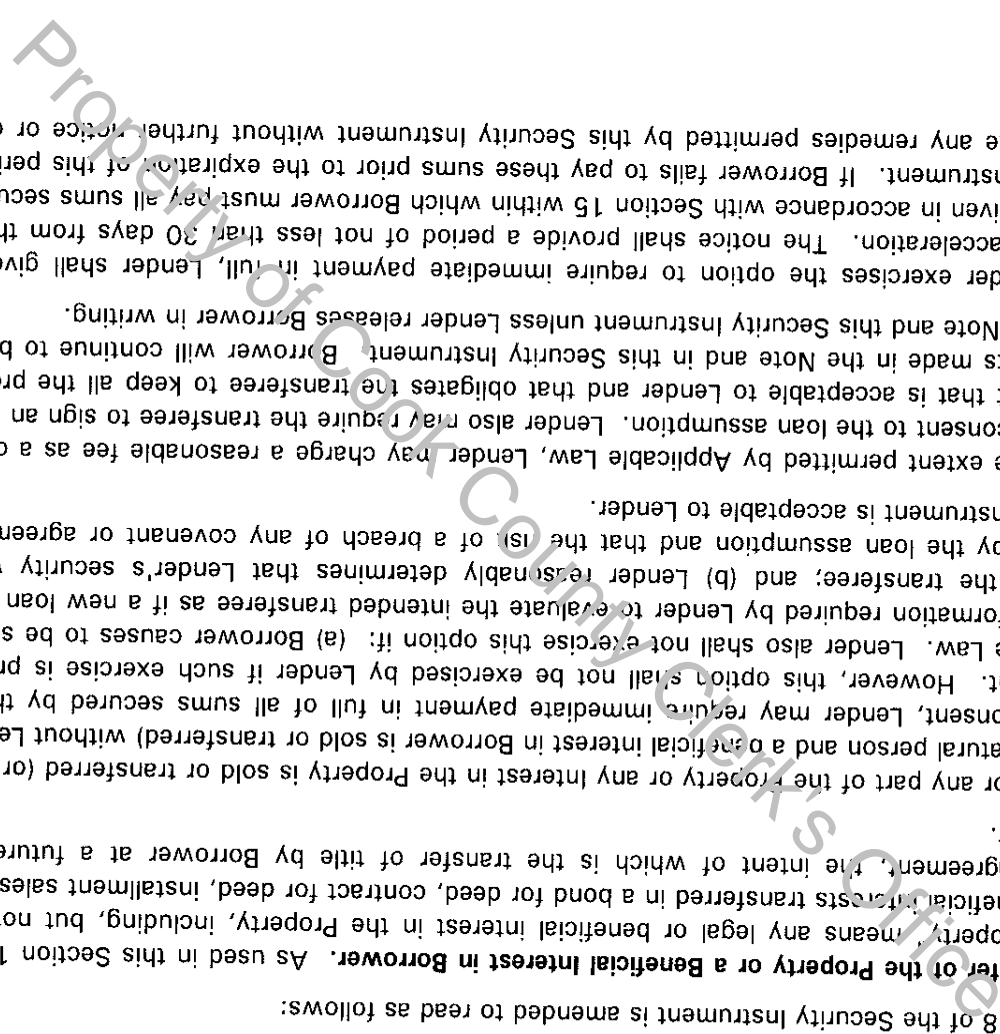 8 of the Security Instrument is amended to read as follows:
fer of the Property or a Beneficial Interest in Borrower. As used in this Section 1
operty" means any legal or beneficial interest in the Property, including, but no
neficial interests transferred in a bond for deed, contract for deed, installment sales
agreement, the intent of which is the transfer of title by Borrower at a future
.
or any part of the Property or any Interest in the Property is sold or transferred (or
atural person and a beneficial interest in Borrower is sold or transferred) without Le
onsent, Lender may require immediate payment in full of all sums secured by th
t. However, this option shall not be exercised by Lender if such exercise is pr
e Law. Lender also shall not exercise this option if: (a) Borrower causes to be s
formation required by Lender to evaluate the intended transferee as if a new loan
the transferee; and (b) Lender reasonably determines that Lender's security
by the loan assumption and that the risk of a breach of any covenant or agreem
nstrument is acceptable to Lender.
e extent permitted by Applicable Law, Lender may charge a reasonable fee as a c
consent to the loan assumption. Lender also may require the transferee to sign an
t that is acceptable to Lender and that obligates the transferee to keep all the pr
ts made in the Note and in this Security Instrument. Borrower will continue to b
Note and this Security Instrument unless Lender releases Borrower in writing.
der exercises the option to require immediate payment in full, Lender shall give
acceleration. The notice shall provide a period of not less than 30 days from th
iven in accordance with Section 15 within which Borrower must pay all sums secu
nstrument. If Borrower fails to pay these sums prior to the expiration of this peri
e any remedies permitted by this Security Instrument without further notice or
Property of Cook County Clerk's Office